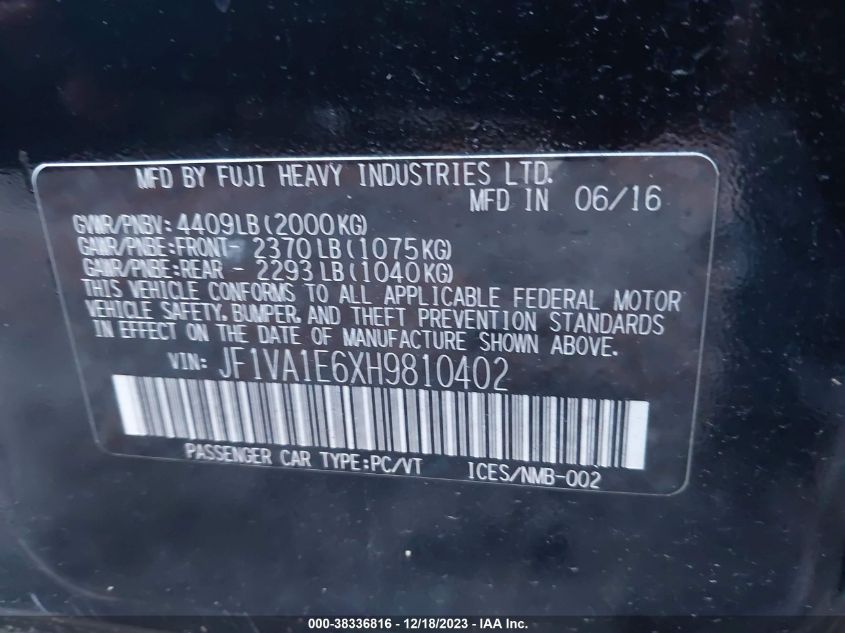 MFD BY FUJI HEAVY INDUSTRIES LTD.
MFD IN 06/16
GVWR/PNBV: 4409LB(2000KG)
GAWR/PNBE:FRONT- 2370LB(1075KG)
GAWR/PNBE:REAR - 2293LB(1040KG)
THIS VEHICLE CONFORMS TO ALL APPLICABLE FEDERAL MOTOR
VEHICLE SAFETY, BUMPER, AND THEFT PREVENTION STANDARDS
IN EFFECT ON THE DATE OF MANUFACTURE SHOWN ABOVE.
VIN: JF1VA1E6XH9810402
PASSENGER CAR TYPE:PC/VT ICES/NMB-002
000-38336816 - 12/18/2023 - IAA Inc.